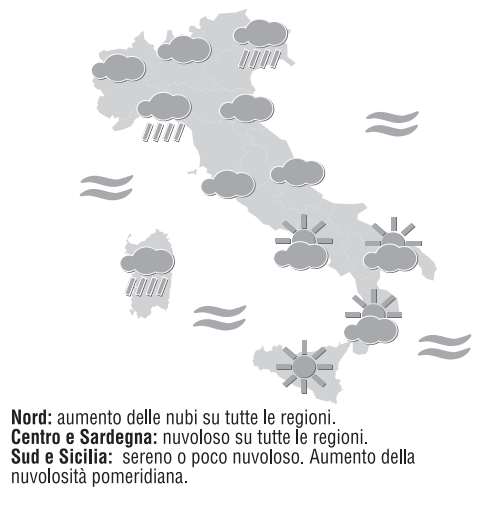 Nord: aumento delle nubi su tutte le regioni.
Centro e Sardegna: nuvoloso su tutte le regioni.
Sud e Sicilia: sereno o poco nuvoloso. Aumento della
nuvolosità pomeridiana.